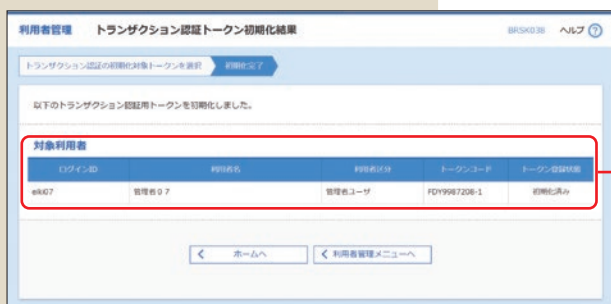 利用者管理 トランザクション認証トークン初期化結果 BRSK038 ヘルプ ?
トランザクション認証の初期化対象トークンを選択 初期化完了
以下のトランザクション認証用トークンを初期化しました。
対象利用者
ログインID 利用者名 利用者区分 トークンコード トークン登録状態
eiki07 管理者07 管理者ユーザ FDY9987208-1 初期化済み
ホームへ 利用者管理メニューへ